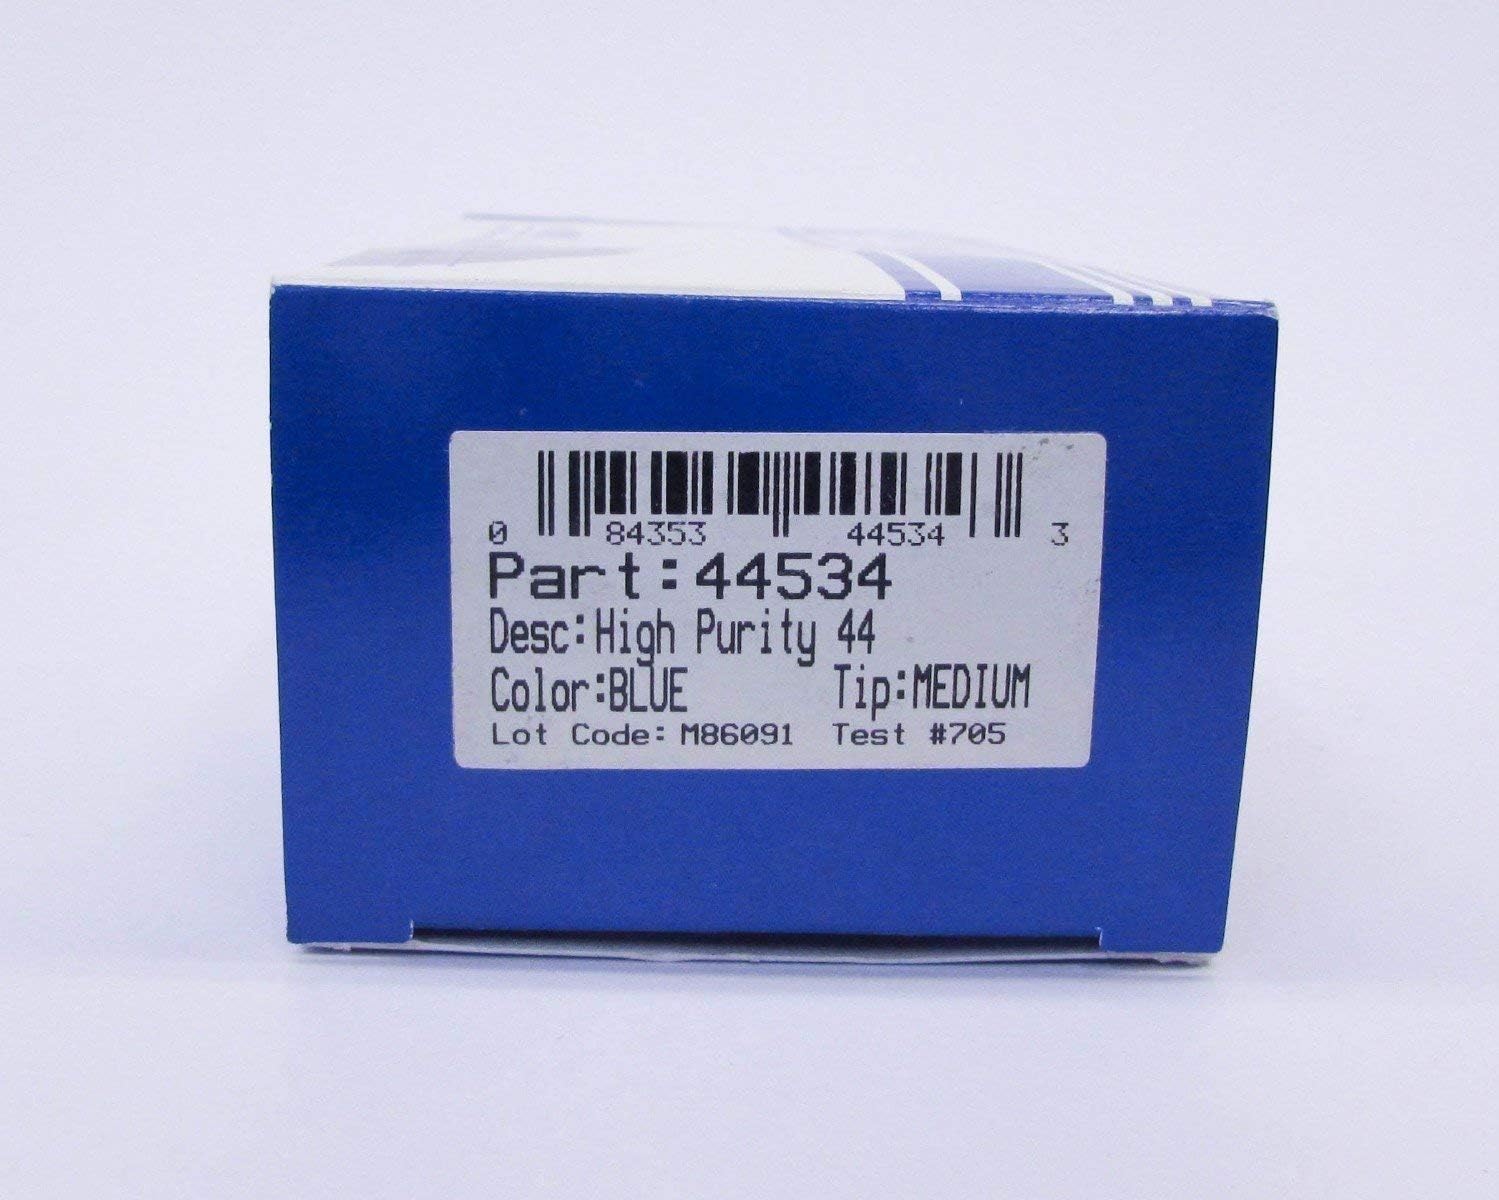 0 84353 44534 3
Part:44534
Desc:High Purity 44
Color:BLUE Tip:MEDIUM
Lot Code: M86091 Test #705